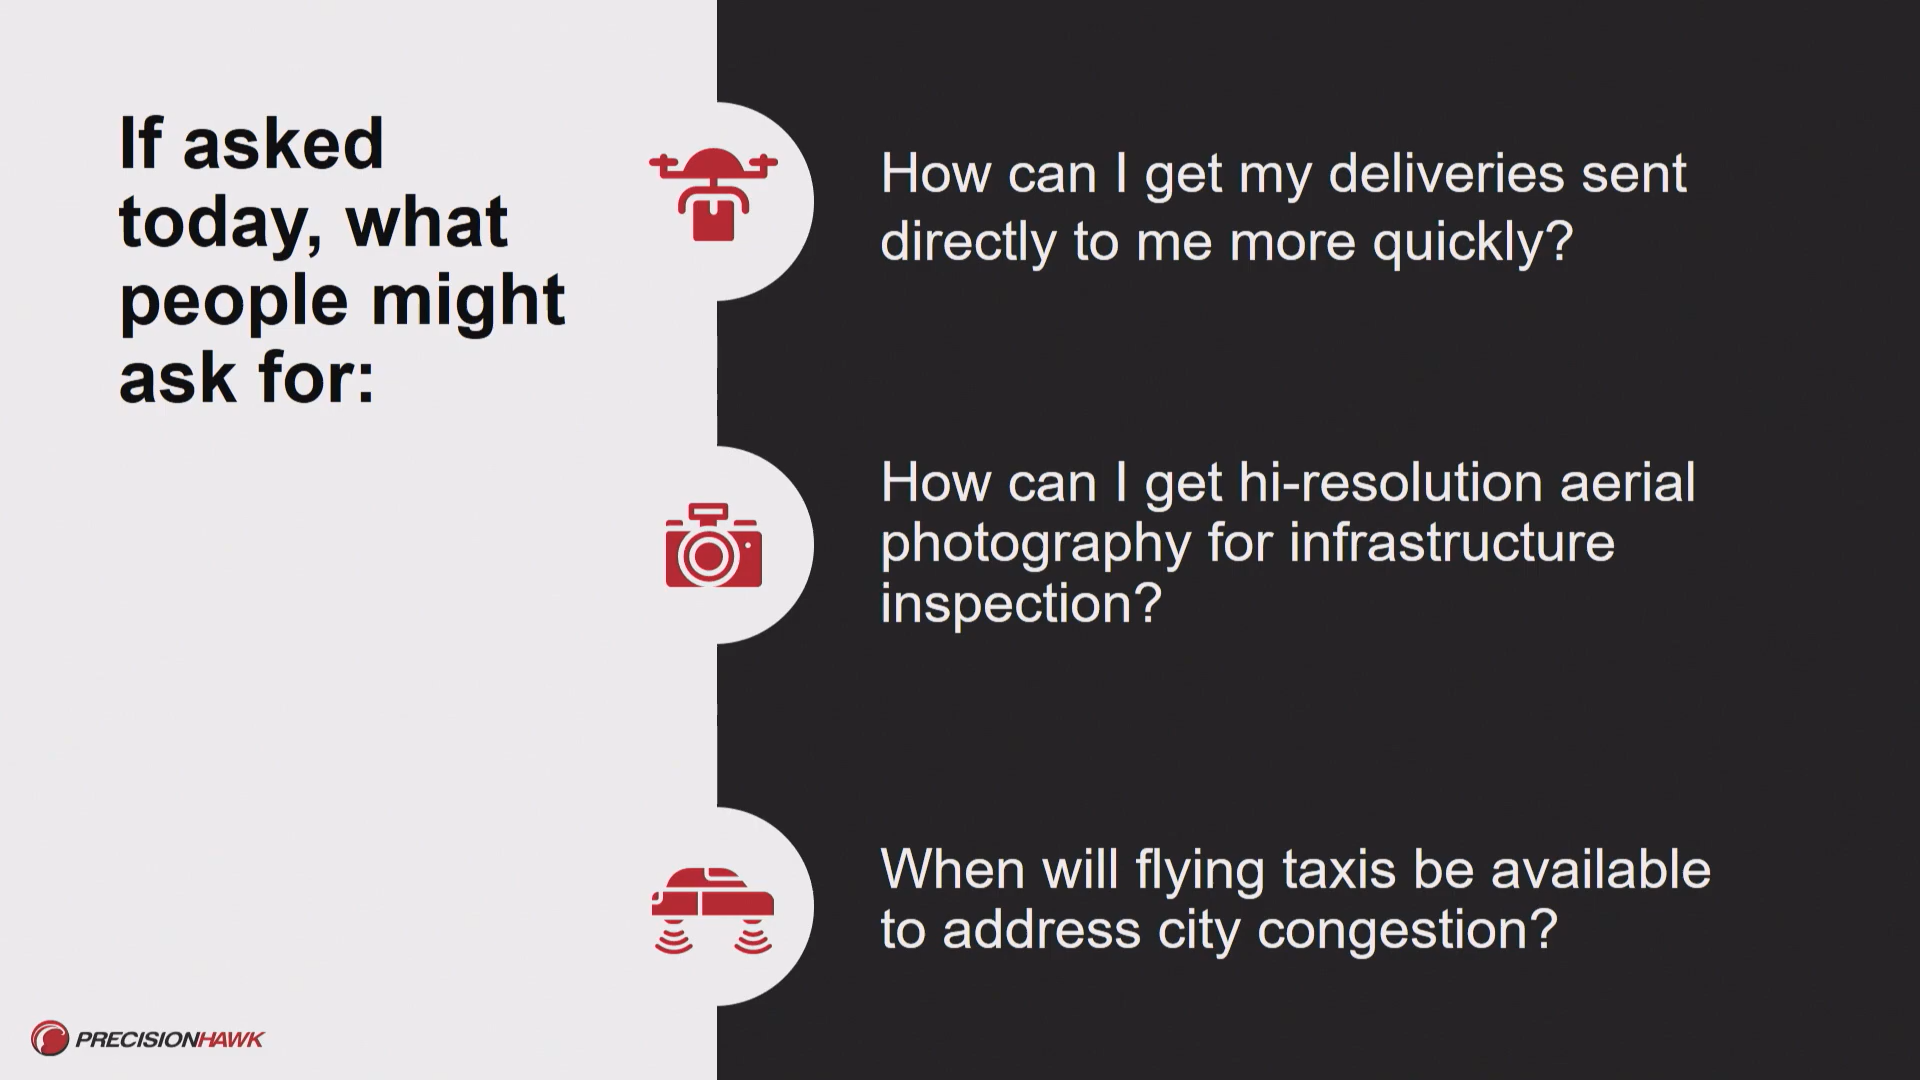 If asked
today, what
people might
ask for:
How can I get my deliveries sent
directly to me more quickly?
How can I get hi-resolution aerial
photography for infrastructure
inspection?
When will flying taxis be available
to address city congestion?
PRECISIONHAWK